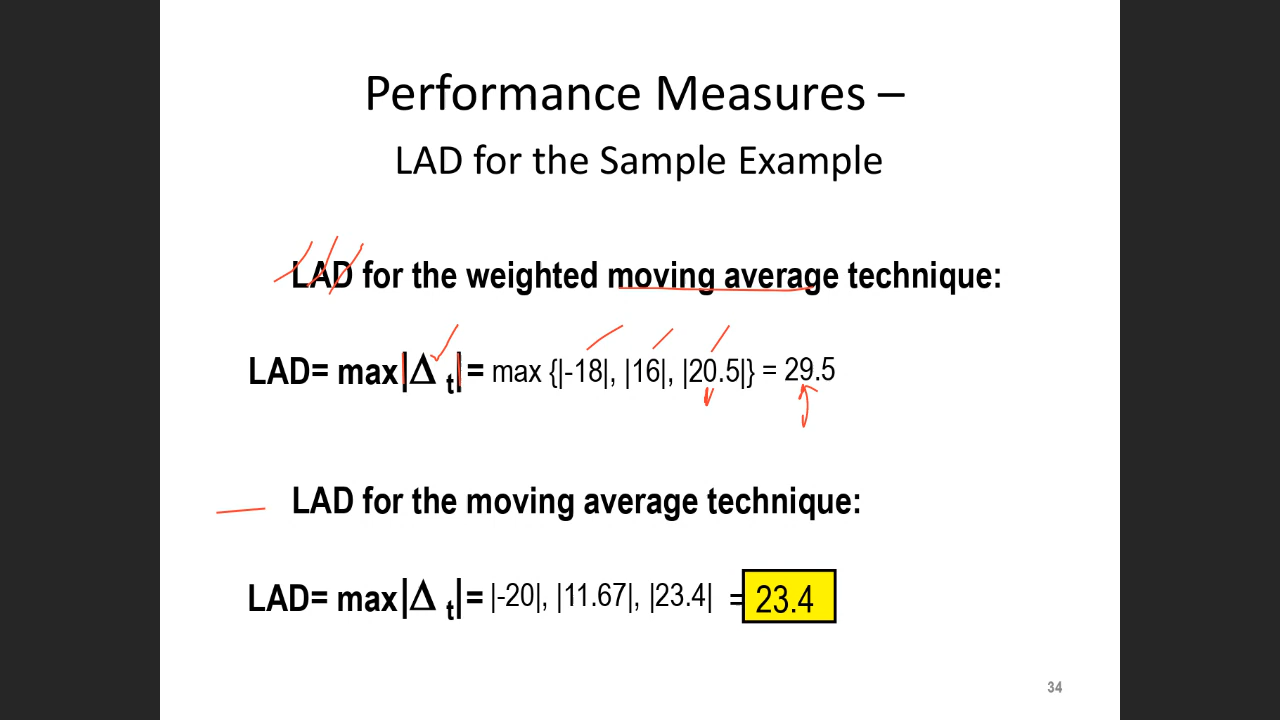 Performance Measures –
LAD for the Sample Example
LAD for the weighted moving average technique:
LAD= max|Δ t|= max {|-18|, |16|, |20.5|} = 29.5
LAD for the moving average technique:
LAD= max|Δ t|= |-20|, |11.67|, |23.4| = 23.4
34